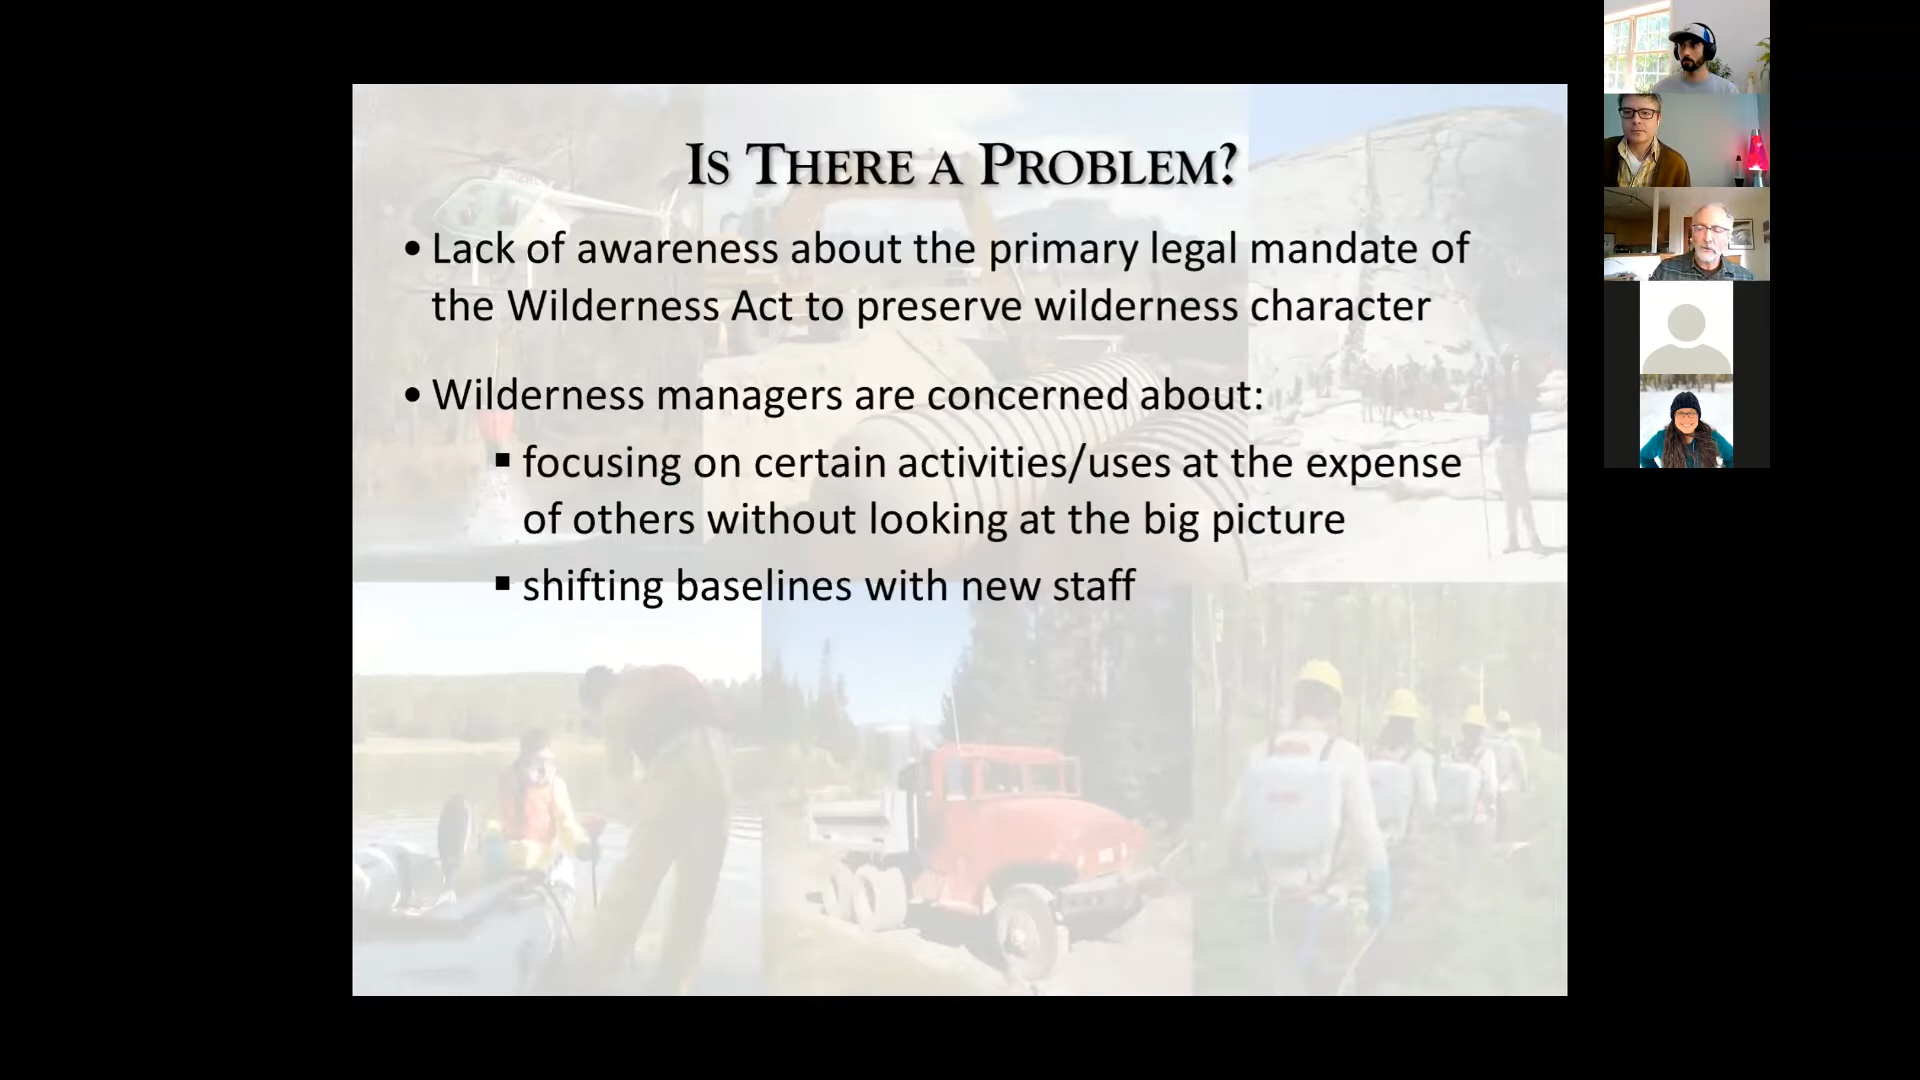 Is There a Problem?
• Lack of awareness about the primary legal mandate of
the Wilderness Act to preserve wilderness character
• Wilderness managers are concerned about:
▪ focusing on certain activities/uses at the expense
of others without looking at the big picture
▪ shifting baselines with new staff